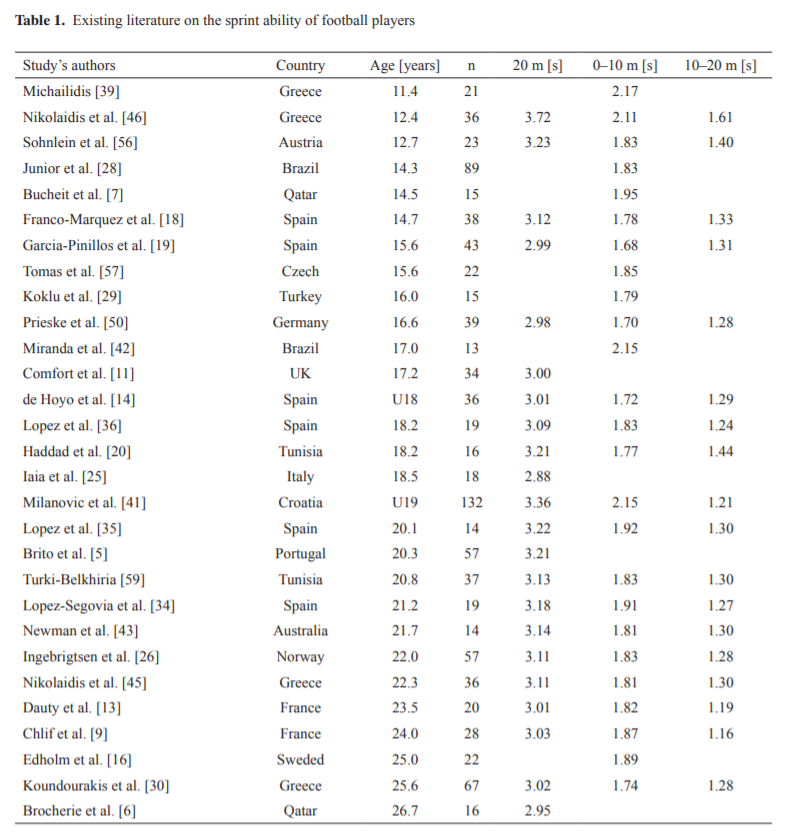 Table 1. Existing literature on the sprint ability of football players
Study's authors Country Age [years] n 20 m [s] 0–10 m [s] 10–20 m [s]
Michailidis [39] Greece 11.4 21 2.17
Nikolaidis et al. [46] Greece 12.4 36 3.72 2.11 1.61
Sohnlein et al. [56] Austria 12.7 23 3.23 1.83 1.40
Junior et al. [28] Brazil 14.3 89 1.83
Bucheit et al. [7] Qatar 14.5 15 1.95
Franco-Marquez et al. [18] Spain 14.7 38 3.12 1.78 1.33
Garcia-Pinillos et al. [19] Spain 15.6 43 2.99 1.68 1.31
Tomas et al. [57] Czech 15.6 22 1.85
Koklu et al. [29] Turkey 16.0 15 1.79
Prieske et al. [50] Germany 16.6 39 2.98 1.70 1.28
Miranda et al. [42] Brazil 17.0 13 2.15
Comfort et al. [11] UK 17.2 34 3.00
de Hoyo et al. [14] Spain U18 36 3.01 1.72 1.29
Lopez et al. [36] Spain 18.2 19 3.09 1.83 1.24
Haddad et al. [20] Tunisia 18.2 16 3.21 1.77 1.44
Iaia et al. [25] Italy 18.5 18 2.88
Milanovic et al. [41] Croatia U19 132 3.36 2.15 1.21
Lopez et al. [35] Spain 20.1 14 3.22 1.92 1.30
Brito et al. [5] Portugal 20.3 57 3.21
Turki-Belkhiria [59] Tunisia 20.8 37 3.13 1.83 1.30
Lopez-Segovia et al. [34] Spain 21.2 19 3.18 1.91 1.27
Newman et al. [43] Australia 21.7 14 3.14 1.81 1.30
Ingebrigtsen et al. [26] Norway 22.0 57 3.11 1.83 1.28
Nikolaidis et al. [45] Greece 22.3 36 3.11 1.81 1.30
Dauty et al. [13] France 23.5 20 3.01 1.82 1.19
Chlif et al. [9] France 24.0 28 3.03 1.87 1.16
Edholm et al. [16] Sweded 25.0 22 1.89
Koundourakis et al. [30] Greece 25.6 67 3.02 1.74 1.28
Brocherie et al. [6] Qatar 26.7 16 2.95